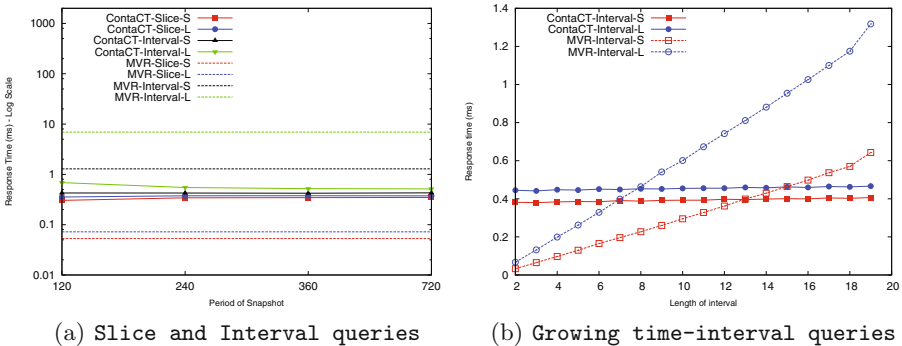 Response Time (ms) - Log Scale
1000
100
10
1
0.1
0.01
ContaCT-Slice-S
ContaCT-Slice-L
ContaCT-Interval-S
ContaCT-Interval-L
MVR-Slice-S
MVR-Slice-L
MVR-Interval-S
MVR-Interval-L
120 240 360 720
Period of Snapshot
(a) Slice and Interval queries
Response time (ms)
1.4
1.2
1
0.8
0.6
0.4
0.2
0
ContaCT-Interval-S
ContaCT-Interval-L
MVR-Interval-S
MVR-Interval-L
2 4 6 8 10 12 14 16 18 20
Length of interval
(b) Growing time-interval queries